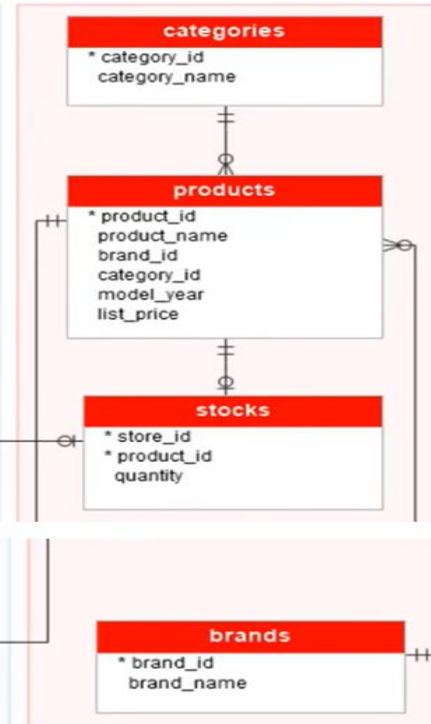 categories
* category_id
category_name
products
* product_id
product_name
brand_id
category_id
model_year
list_price
stocks
* store_id
* product_id
quantity
brands
* brand_id
brand_name